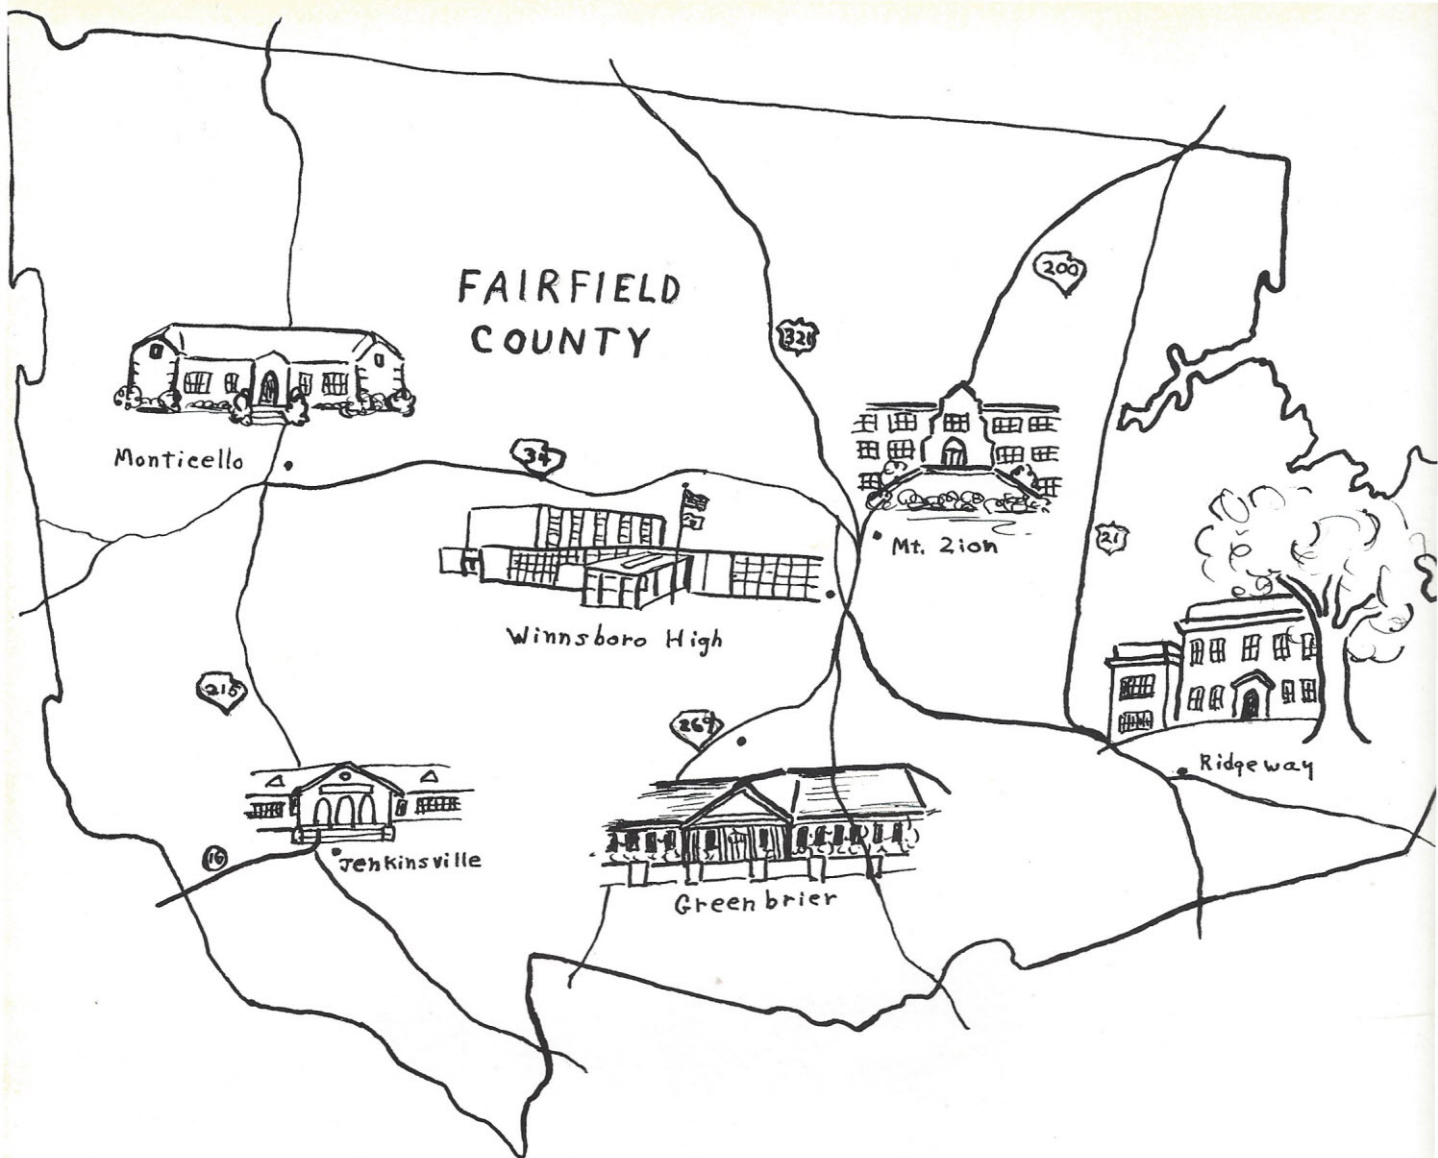 FAIRFIELD
COUNTY
200
321
Monticello
34
Mt. Zion
21
Winnsboro High
215
269
Ridgeway
16
Jenkinsville
Greenbrier